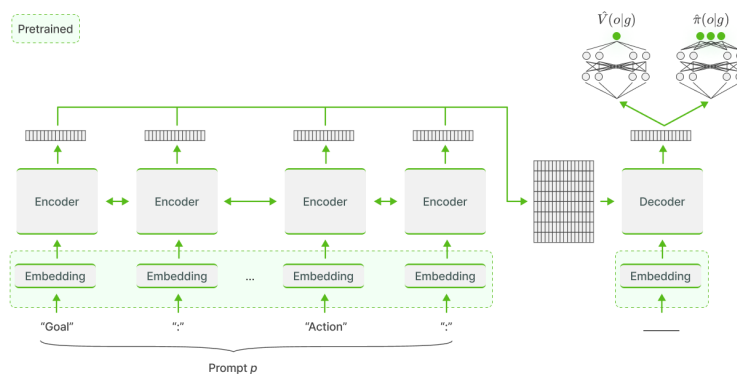 Pretrained
V̂(o|g) π̂(o|g)
Encoder Encoder Encoder Encoder Decoder
Embedding Embedding ... Embedding Embedding Embedding
“Goal” “:” “Action” “:”
Prompt p